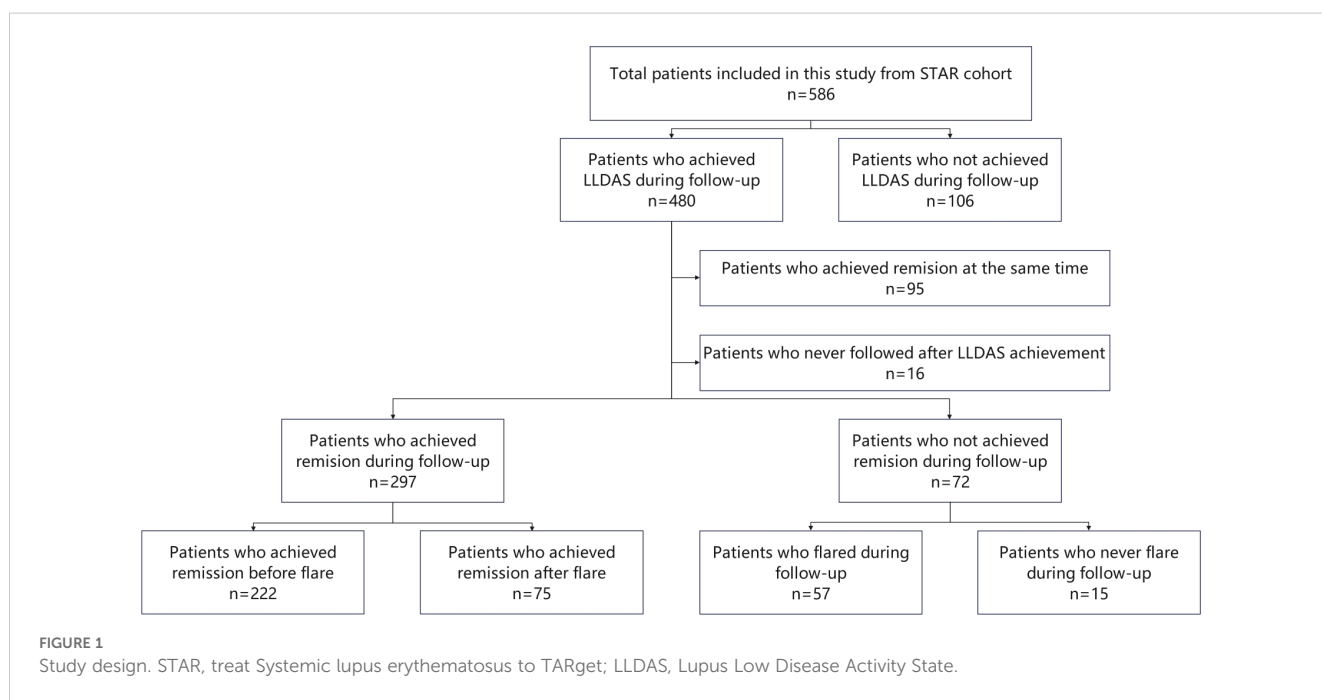 Total patients included in this study from STAR cohort
n=586
Patients who achieved
LLDAS during follow-up
n=480
Patients who not achieved
LLDAS during follow-up
n=106
Patients who achieved remision at the same time
n=95
Patients who never followed after LLDAS achievement
n=16
Patients who achieved
remision during follow-up
n=297
Patients who not achieved
remision during follow-up
n=72
Patients who achieved
remission before flare
n=222
Patients who achieved
remission after flare
n=75
Patients who flared during
follow-up
n=57
Patients who never flare
during follow-up
n=15
FIGURE 1
Study design. STAR, treat Systemic lupus erythematosus to TARget; LLDAS, Lupus Low Disease Activity State.